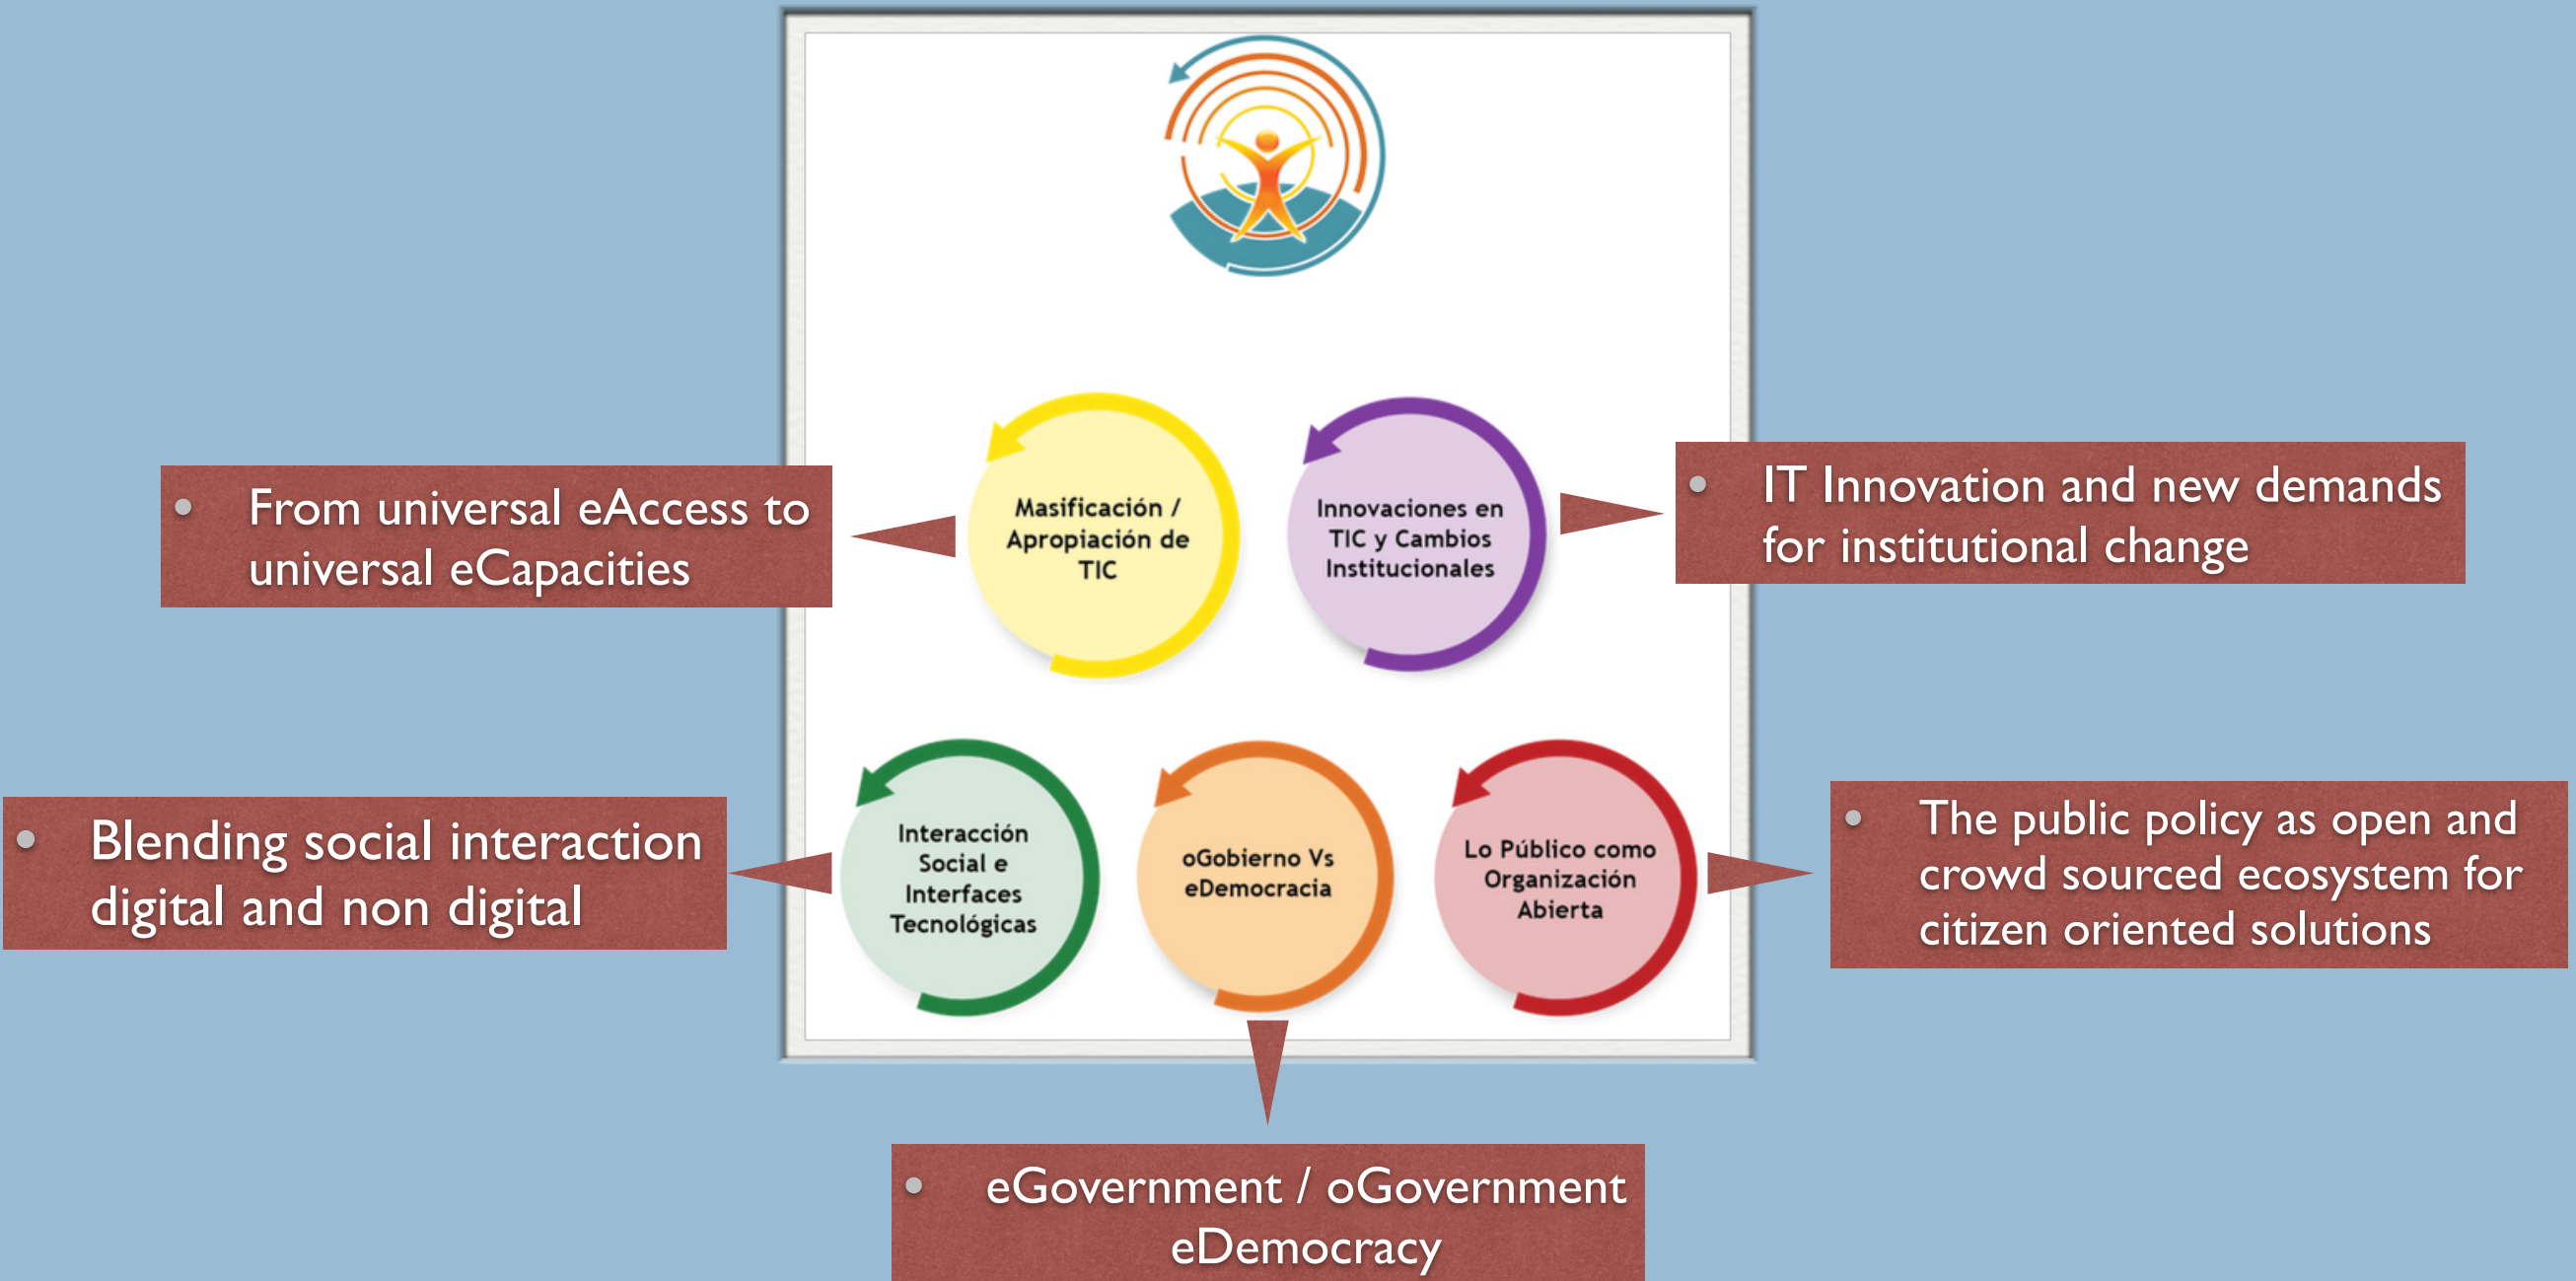 From universal eAccess to
universal eCapacities
Masificación /
Apropiación de
TIC
Innovaciones en
TIC y Cambios
Institucionales
IT Innovation and new demands
for institutional change
Blending social interaction
digital and non digital
Interacción
Social e
Interfaces
Tecnológicas
oGobierno Vs
eDemocracia
Lo Público como
Organización
Abierta
The public policy as open and
crowd sourced ecosystem for
citizen oriented solutions
eGovernment / oGovernment
eDemocracy